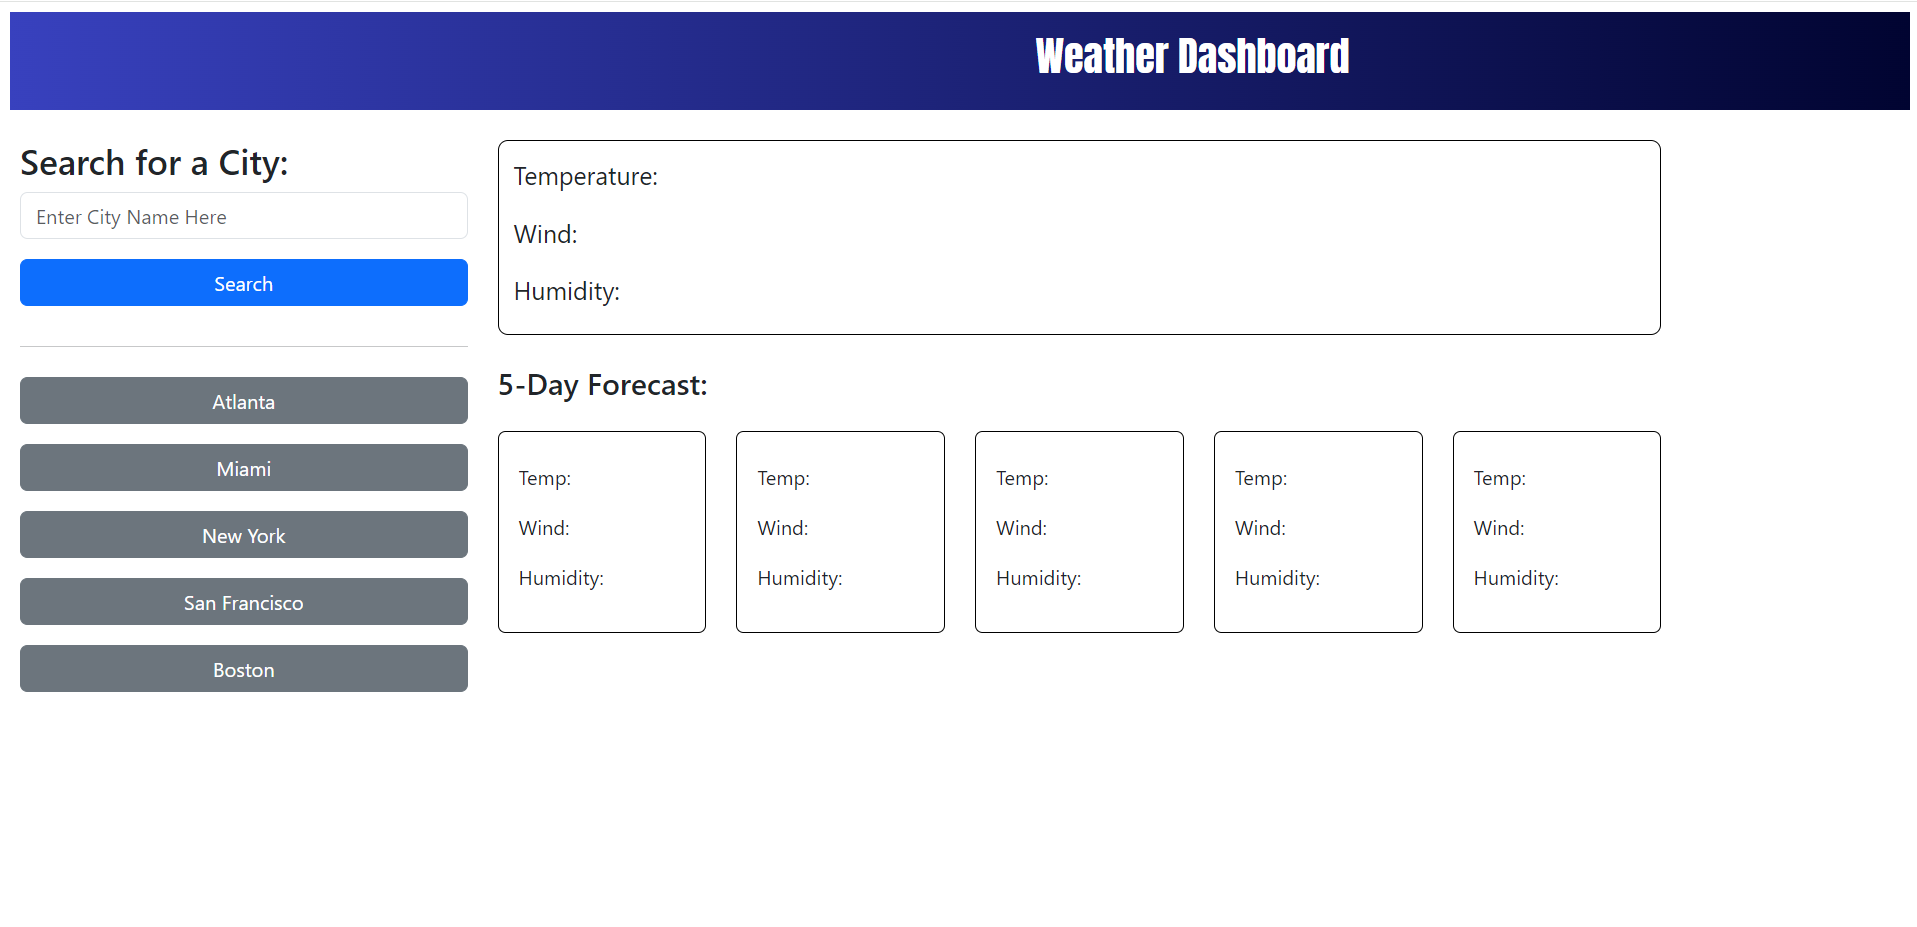 Weather Dashboard
Search for a City:
Enter City Name Here
Search
Atlanta
Miami
New York
San Francisco
Boston
Temperature:
Wind:
Humidity:
5-Day Forecast:
Temp:
Wind:
Humidity:
Temp:
Wind:
Humidity:
Temp:
Wind:
Humidity:
Temp:
Wind:
Humidity:
Temp:
Wind:
Humidity: